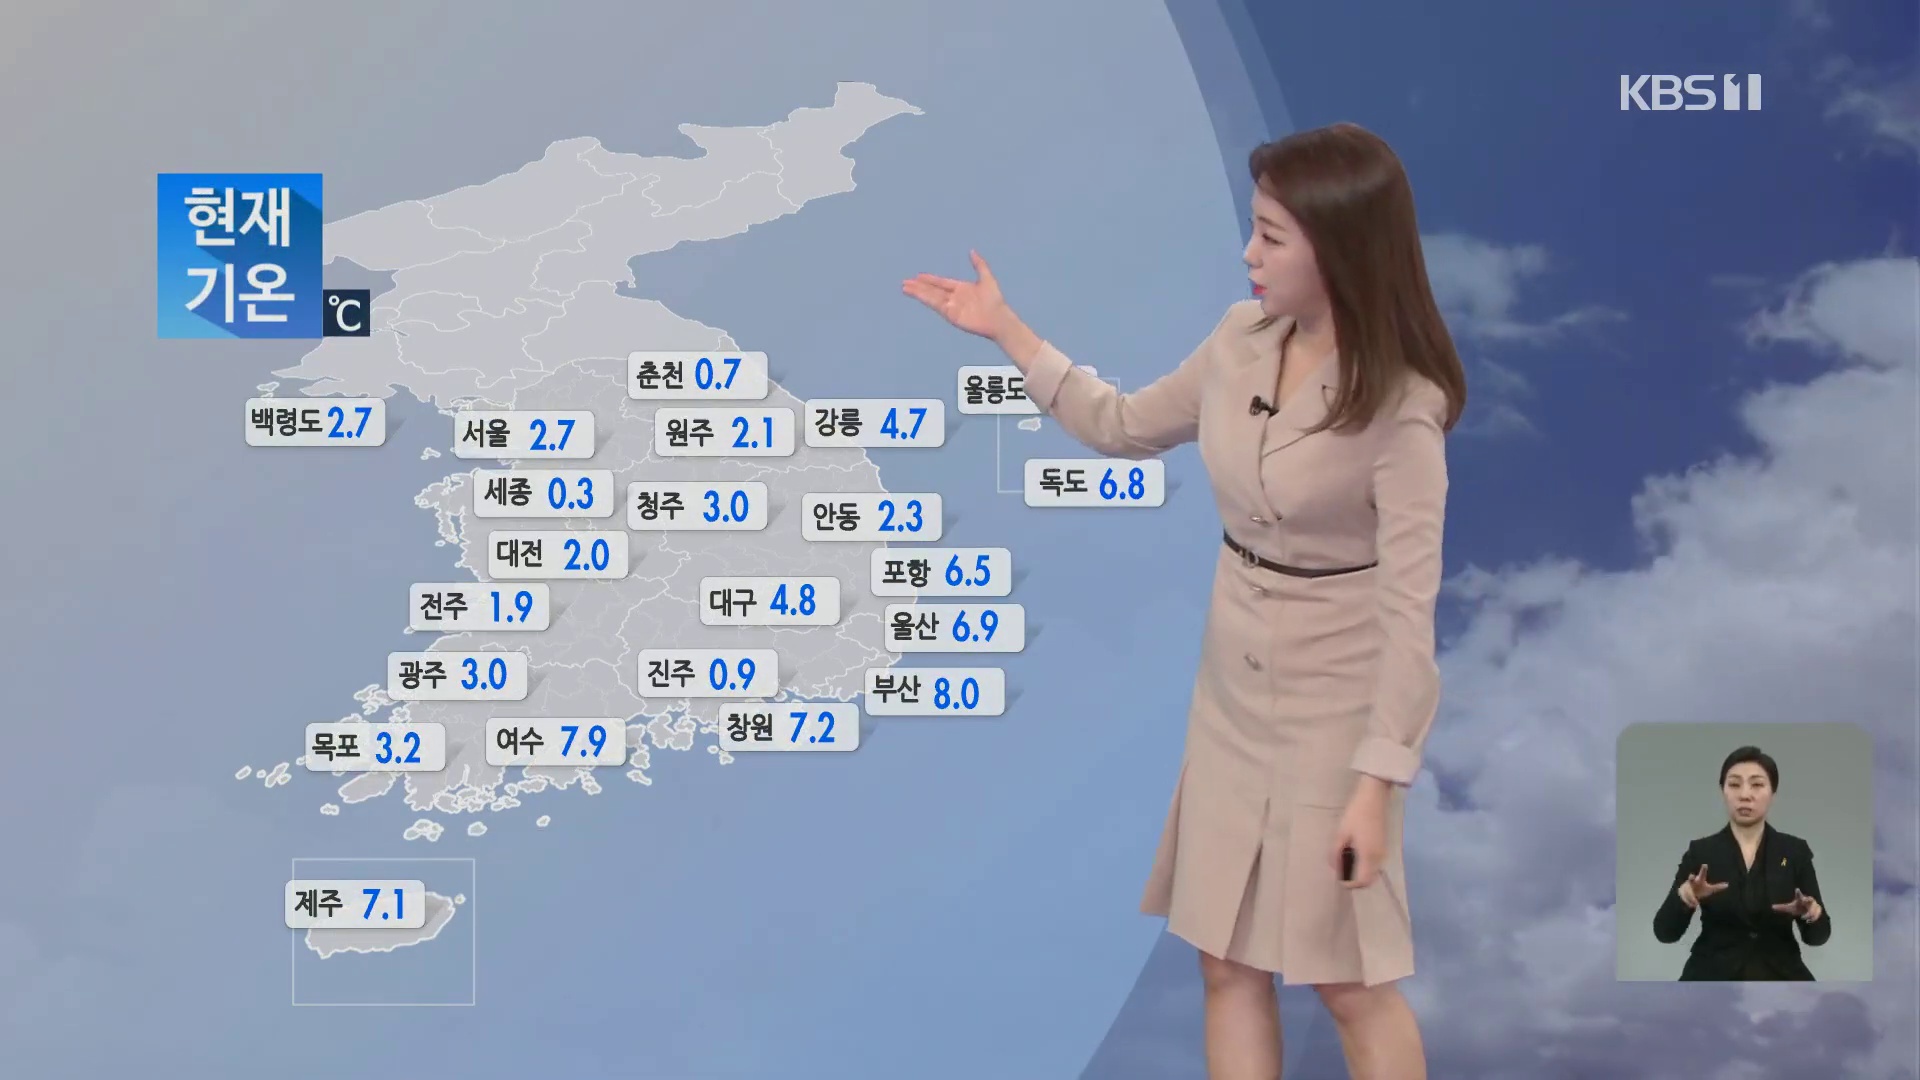 KBS 1
현재
기온
℃
춘천 0.7
백령도 2.7
서울 2.7
원주 2.1
강릉 4.7
울릉도
독도 6.8
세종 0.3
청주 3.0
안동 2.3
대전 2.0
포항 6.5
전주 1.9
대구 4.8
울산 6.9
광주 3.0
진주 0.9
부산 8.0
목포 3.2
여수 7.9
창원 7.2
제주 7.1